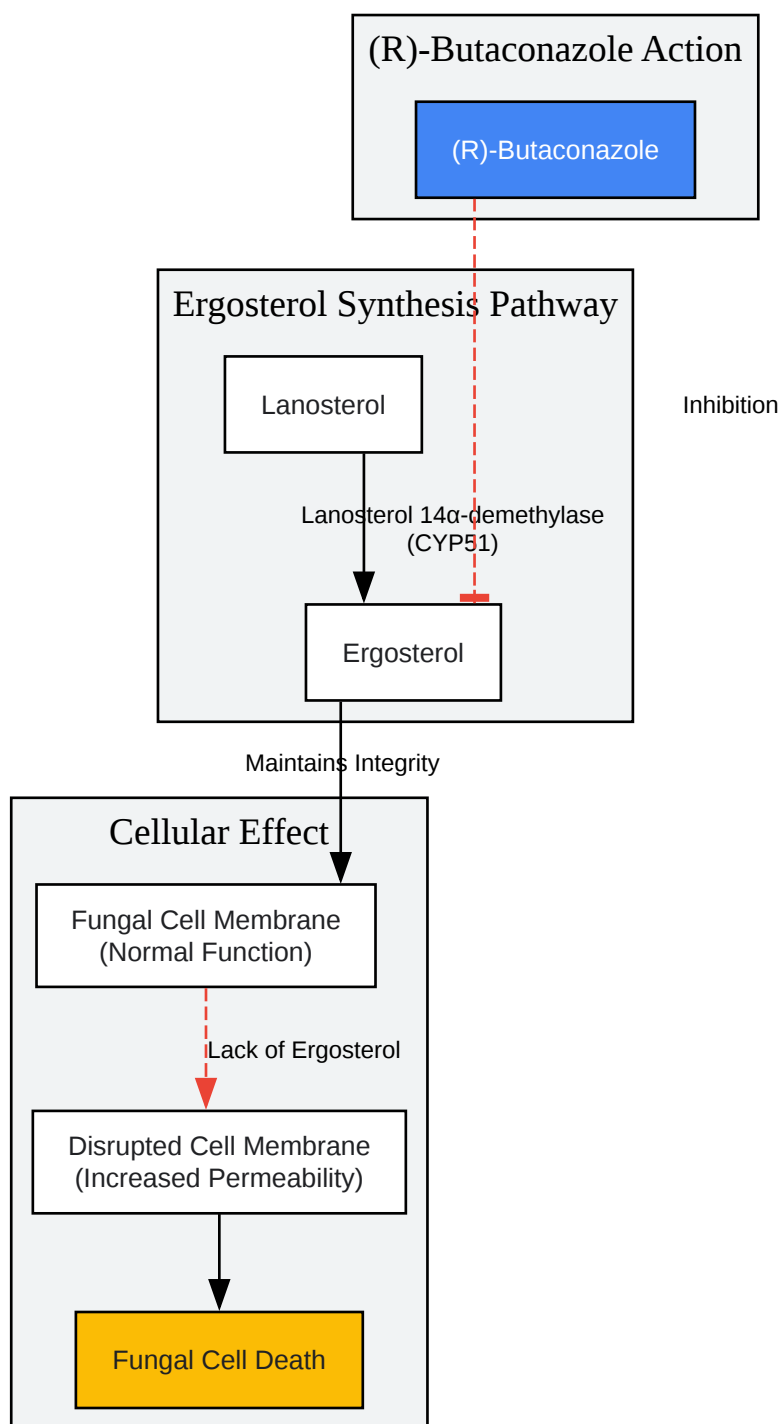 (R)-Butaconazole Action
(R)-Butaconazole
Ergosterol Synthesis Pathway
Lanosterol
Inhibition
Lanosterol 14α-demethylase
(CYP51)
Ergosterol
Maintains Integrity
Cellular Effect
Fungal Cell Membrane
(Normal Function)
Lack of Ergosterol
Disrupted Cell Membrane
(Increased Permeability)
Fungal Cell Death